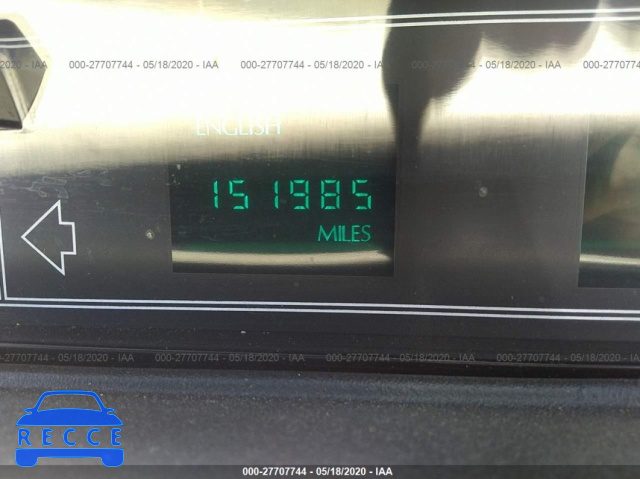 000-27707744 - 05/18/2020 - IAA 000-27707744 - 05/18/2020 - IAA 000-27707744 - 05/18/2020 - IAA
ENGLISH
151985
MILES
000-27707744 - 05/18/2020 - IAA 000-27707744 - 05/18/2020 - IAA 000-27707744 - 05/18/2020 - IAA
RECCE
000-27707744 - 05/18/2020 - IAA